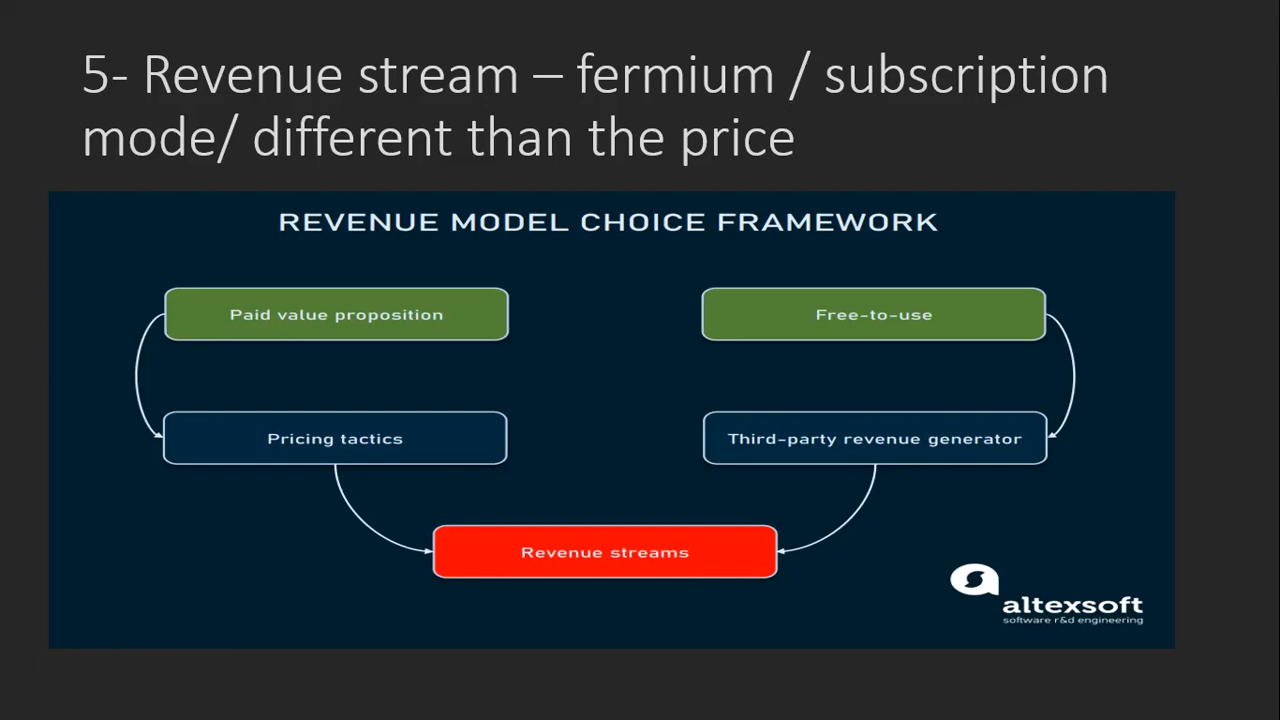 5- Revenue stream – fermium / subscription
mode/ different than the price
REVENUE MODEL CHOICE FRAMEWORK
Paid value proposition
Free-to-use
Pricing tactics
Third-party revenue generator
Revenue streams
altexsoft
software r&d engineering